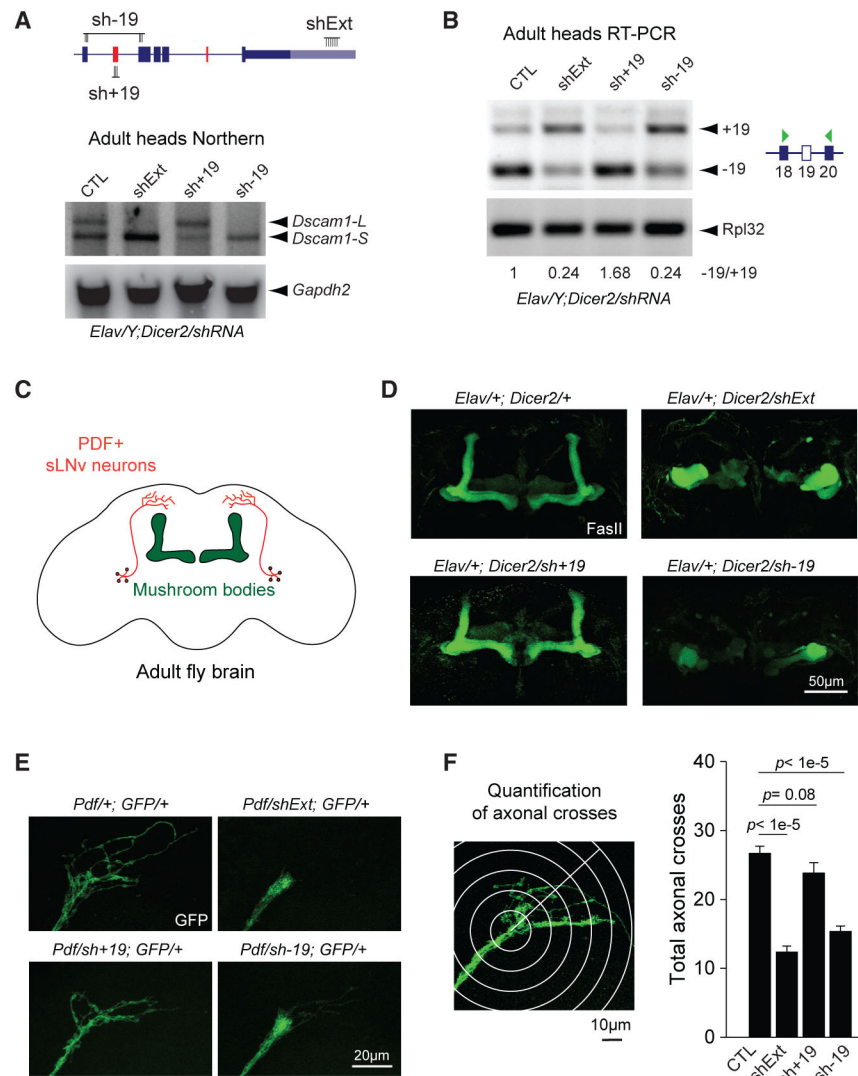 A
sh-19
shExt
sh+19
Adult heads Northern
CTL
shExt
sh+19
sh-19
Dscam1-L
Dscam1-S
Gapdh2
Elav/Y;Dicer2/shRNA
B
Adult heads RT-PCR
CTL
shExt
sh+19
sh-19
+19
-19
18 19 20
Rpl32
1 0.24 1.68 0.24 -19/+19
Elav/Y;Dicer2/shRNA
C
PDF+
sLNv neurons
Mushroom bodies
Adult fly brain
D
Elav/+; Dicer2/+
Elav/+; Dicer2/shExt
FasII
Elav/+; Dicer2/sh+19
Elav/+; Dicer2/sh-19
50μm
E
Pdf/+; GFP/+
Pdf/shExt; GFP/+
GFP
Pdf/sh+19; GFP/+
Pdf/sh-19; GFP/+
20μm
F
Quantification
of axonal crosses
10μm
Total axonal crosses
40
30
20
10
0
p< 1e-5
p= 0.08
p< 1e-5
CTL
shExt
sh+19
sh-19